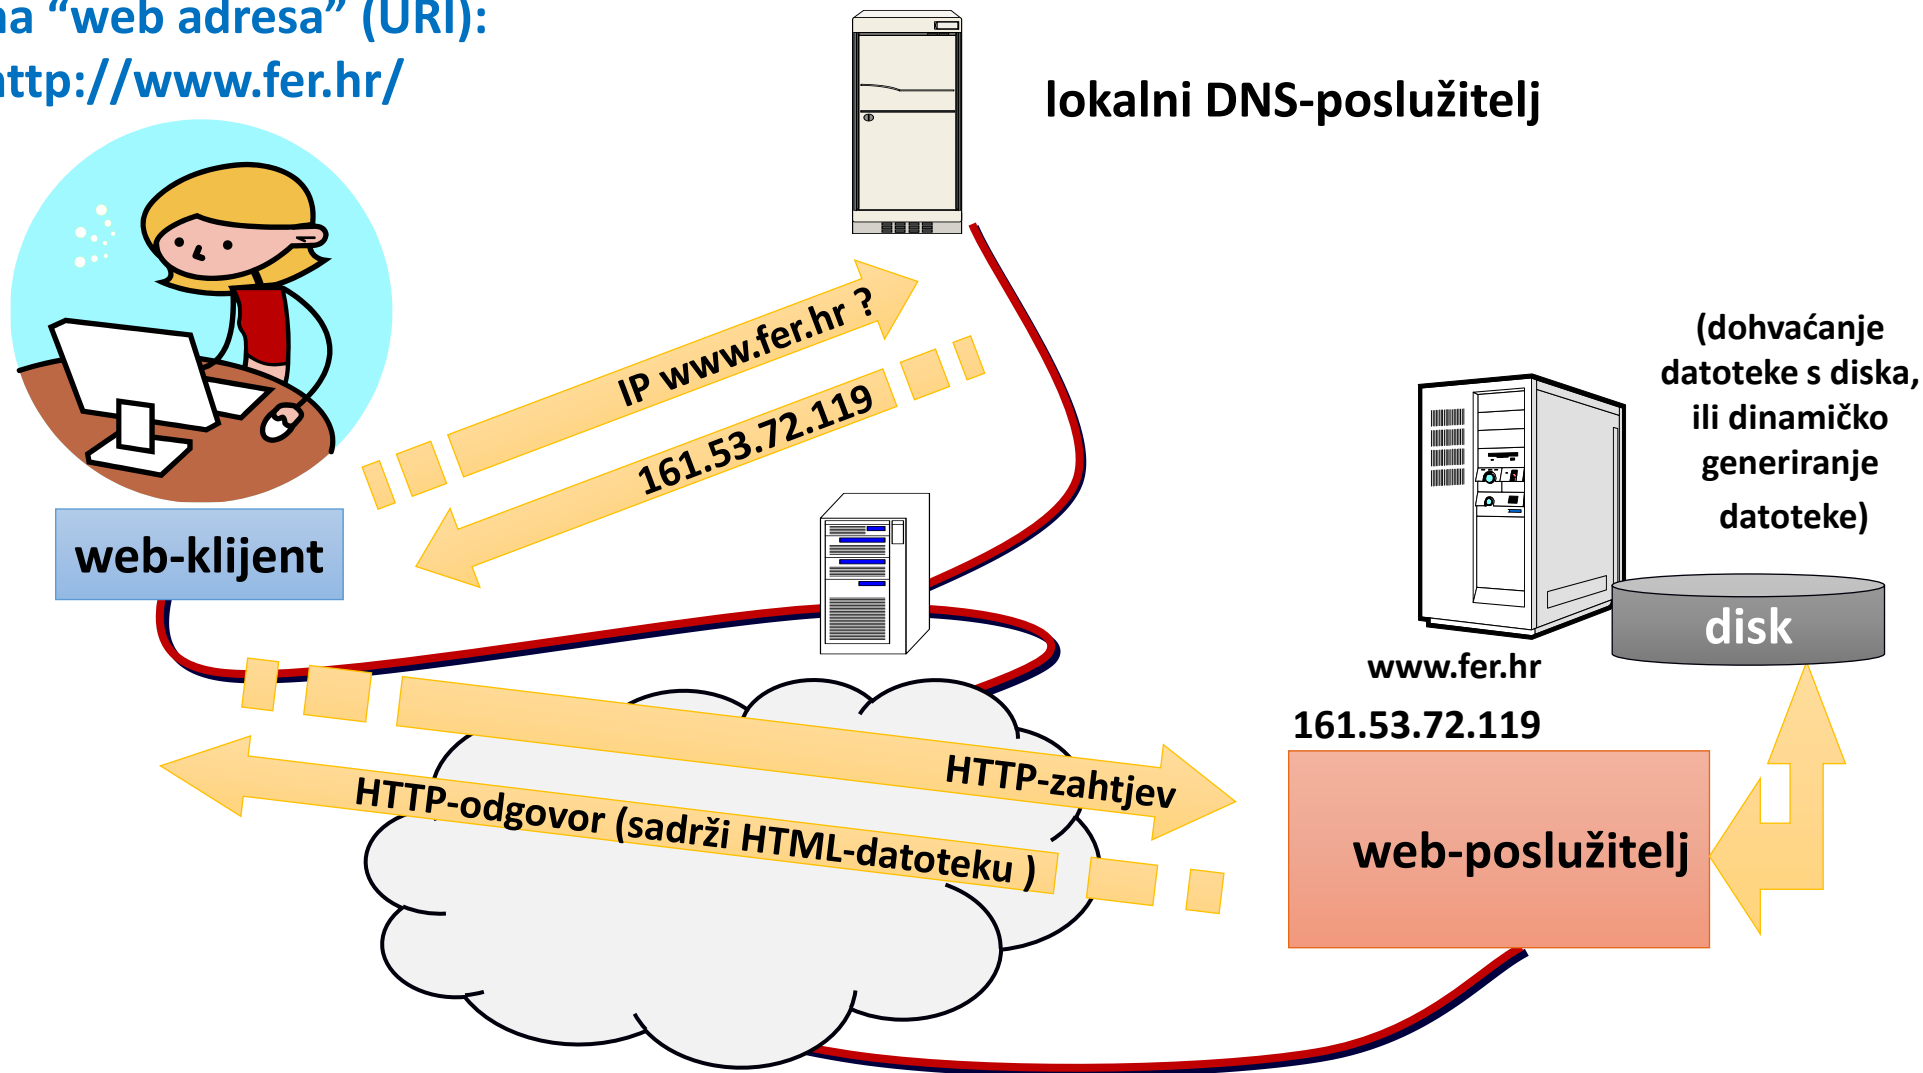 na “web adresa” (URI):
http://www.fer.hr/
lokalni DNS-poslužitelj
IP www.fer.hr ?
161.53.72.119
web-klijent
(dohvaćanje
datoteke s diska,
ili dinamičko
generiranje
datoteke)
disk
www.fer.hr
161.53.72.119
HTTP-zahtjev
HTTP-odgovor (sadrži HTML-datoteku )
web-poslužitelj